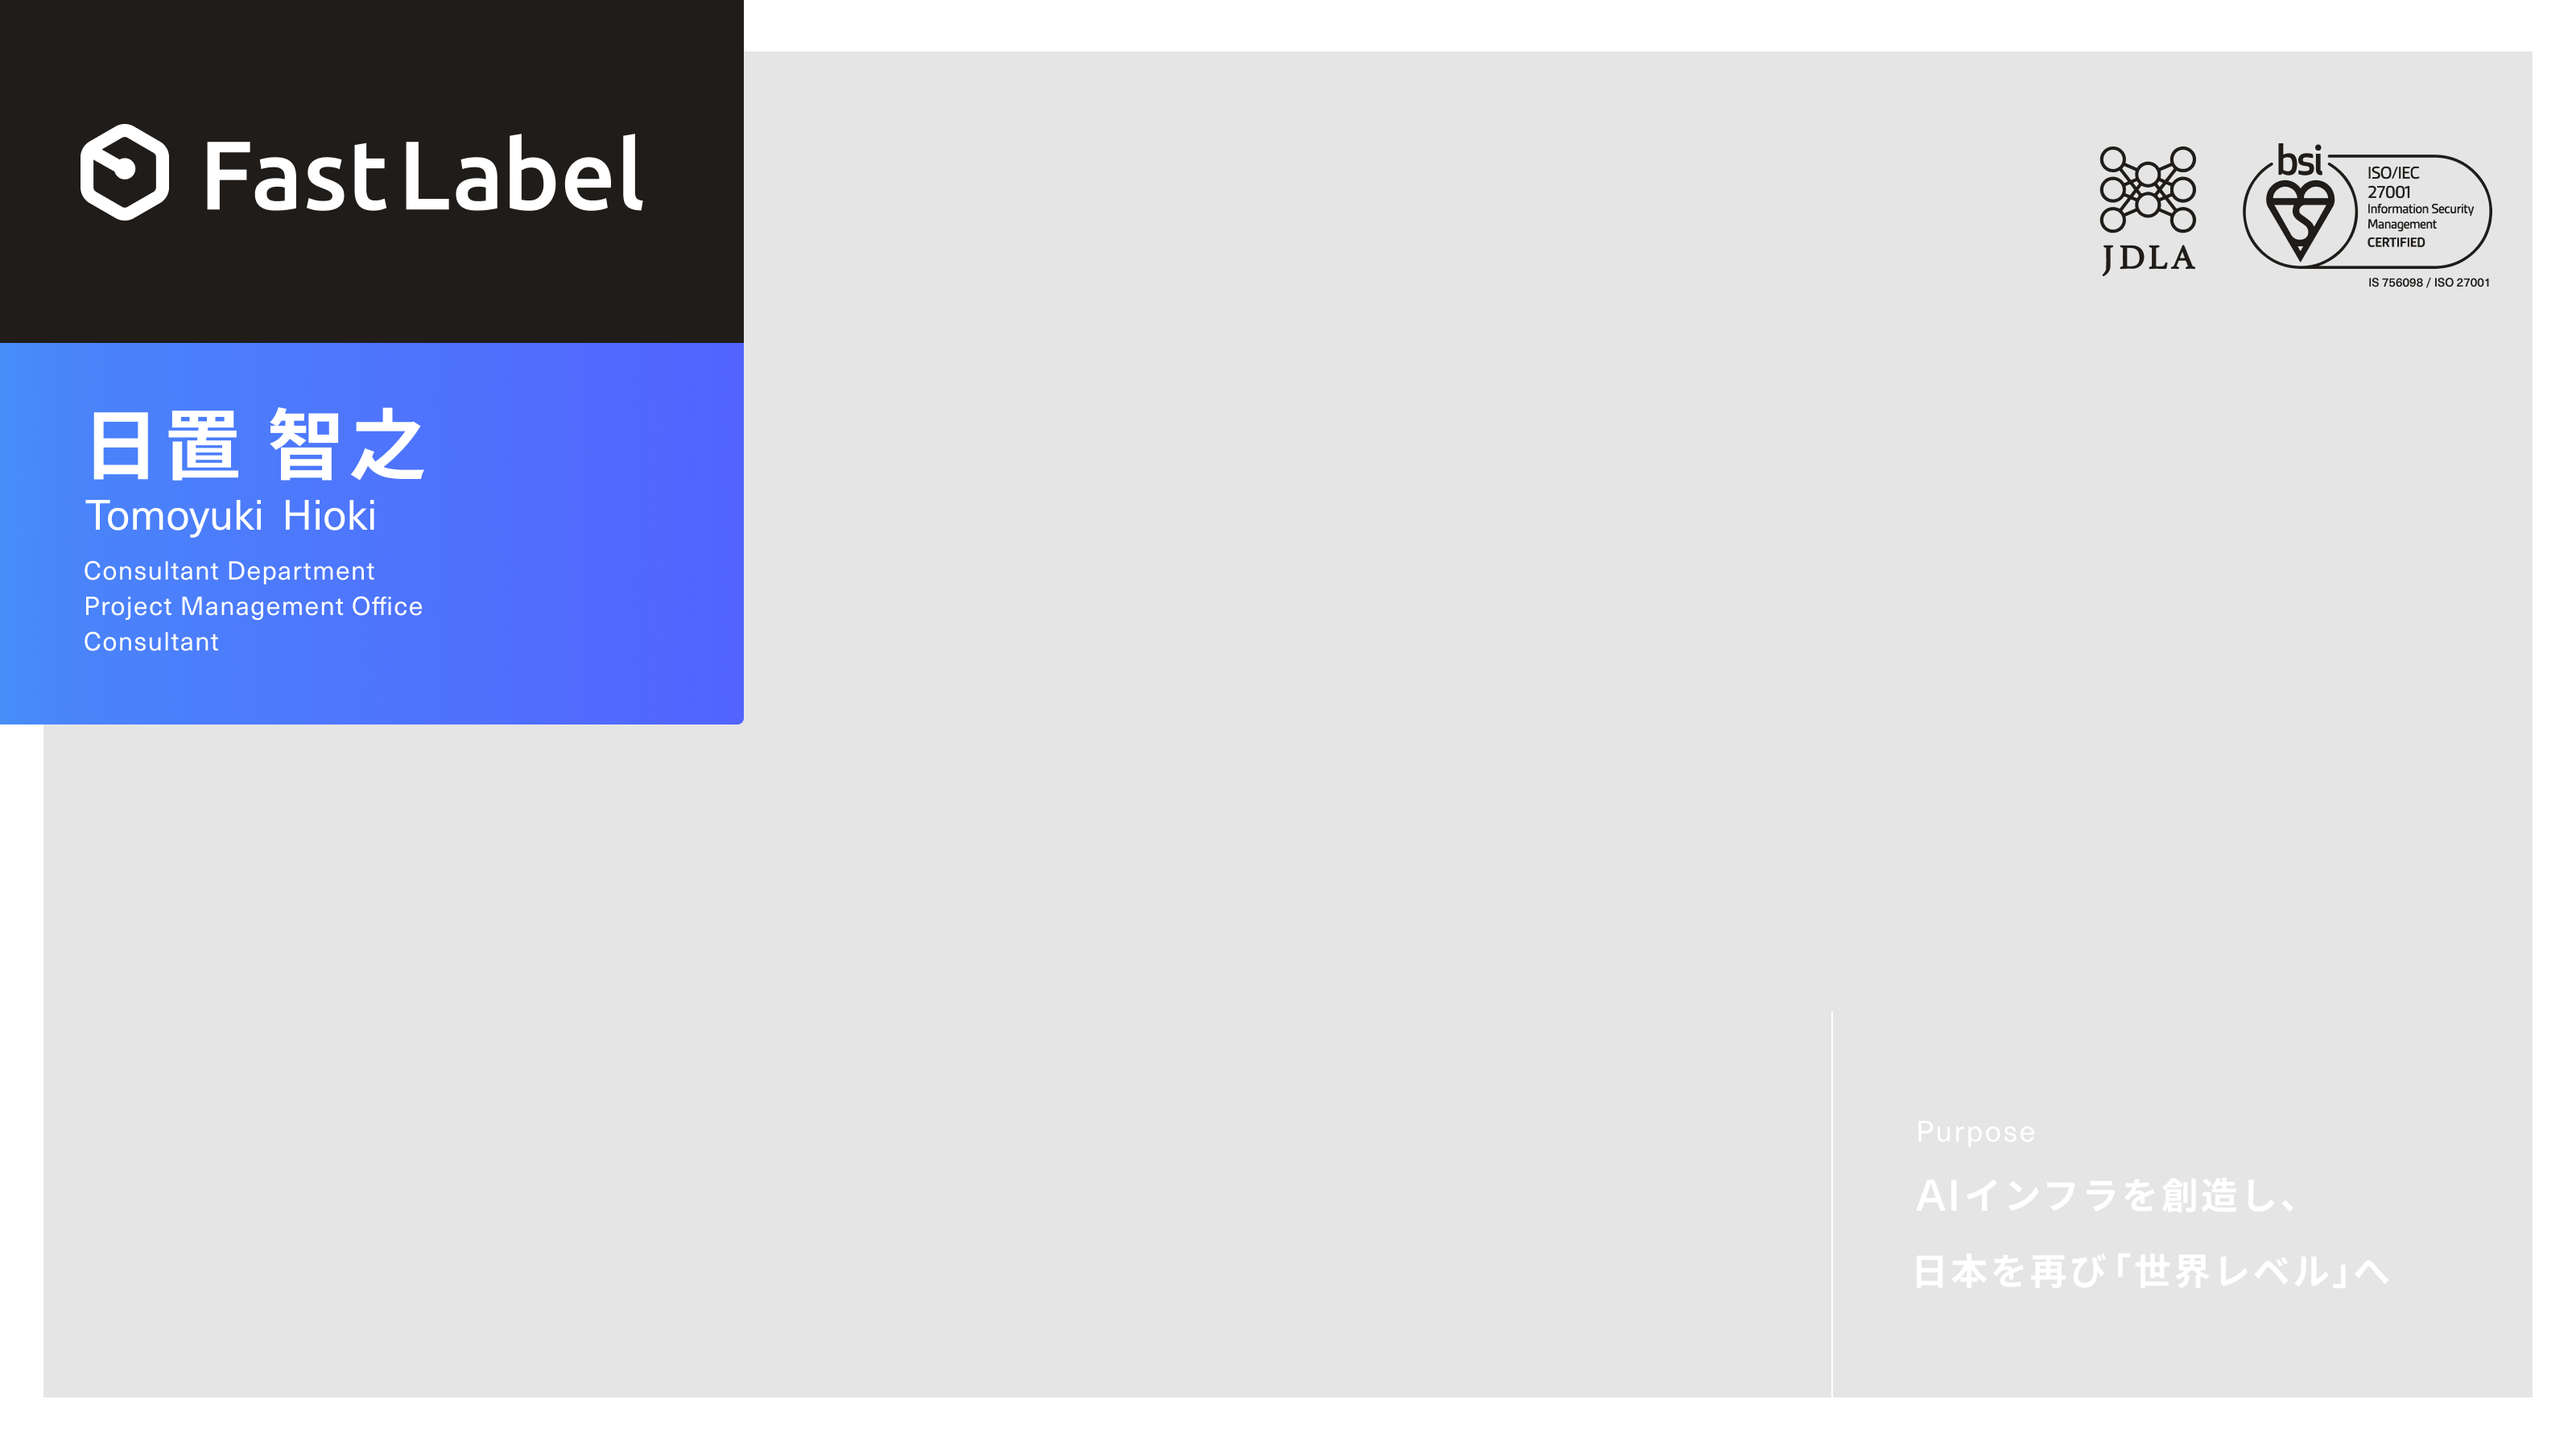 FastLabel
日置 智之
Tomoyuki Hioki
Consultant Department
Project Management Office
Consultant
JDLA
bsi
ISO/IEC
27001
Information Security
Management
CERTIFIED
IS 756098 / ISO 27001
Purpose
AIインフラを創造し、
日本を再び「世界レベル」へ